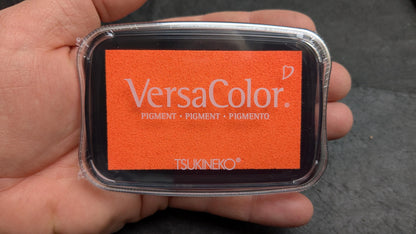 VersaColor®
PIGMENT • PIGMENT • PIGMENTO
TSUKINEKO®